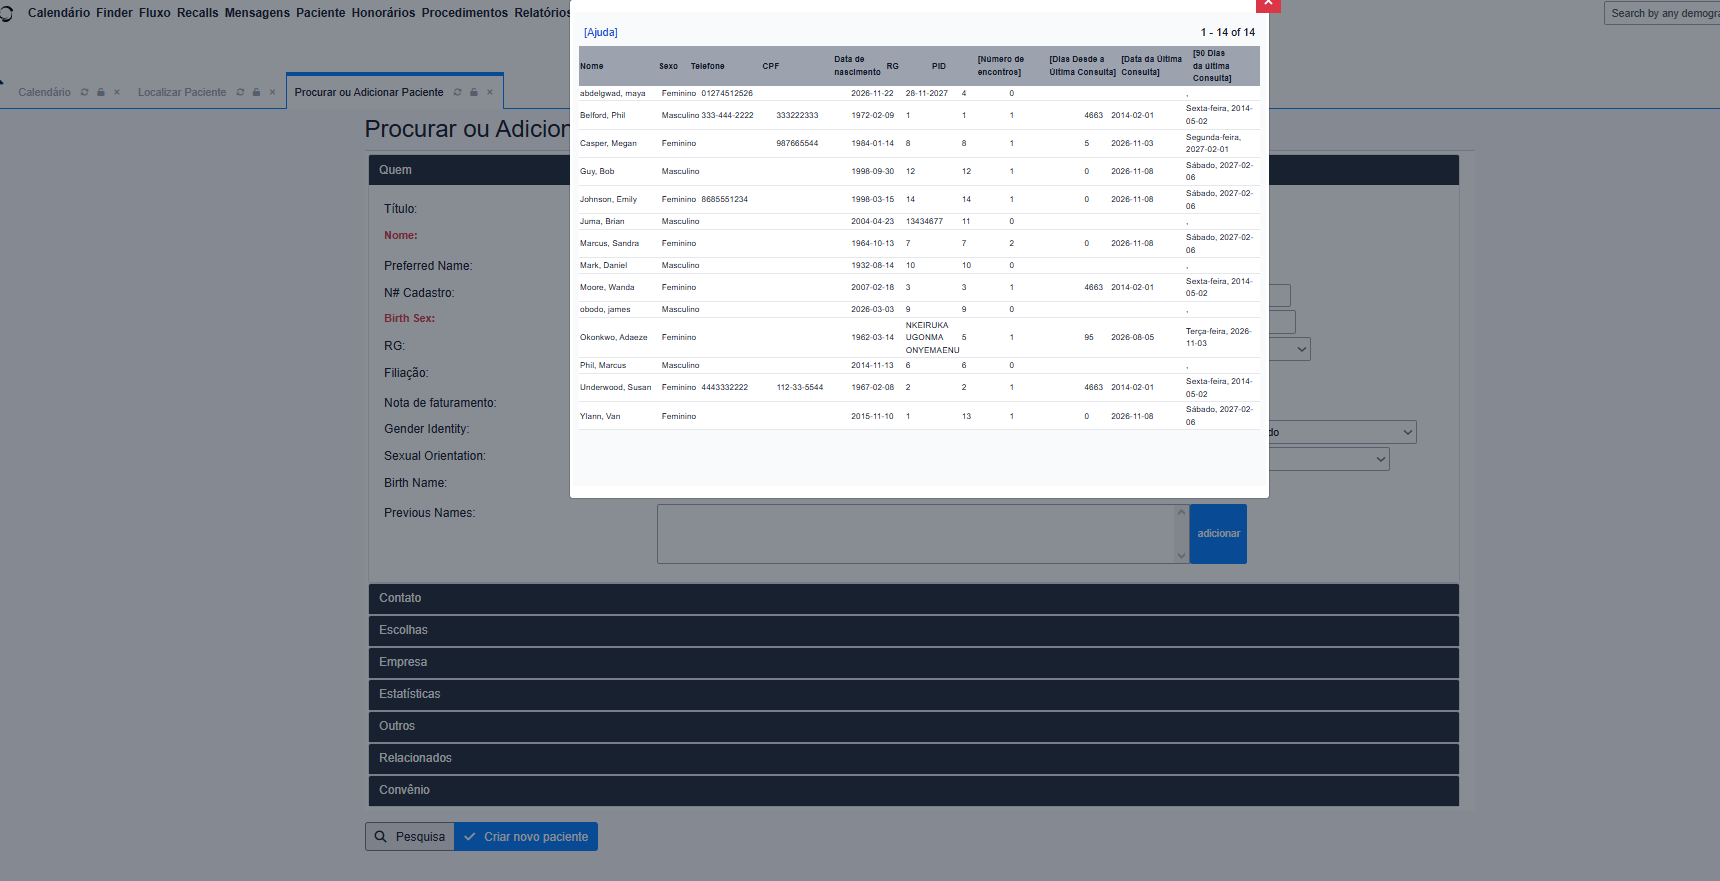 Calendário Finder Fluxo Recalls Mensagens Paciente Honorários Procedimentos Relatórios
Search by any demogra
Calendário
Localizar Paciente
Procurar ou Adicionar Paciente
Procurar ou Adicion
Quem
Título:
Nome:
Preferred Name:
N# Cadastro:
Birth Sex:
RG:
Filiação:
Nota de faturamento:
Gender Identity:
do
Sexual Orientation:
Birth Name:
Previous Names:
adicionar
Contato
Escolhas
Empresa
Estatísticas
Outros
Relacionados
Convênio
Pesquisa
Criar novo paciente
[Ajuda]
1 - 14 of 14
Nome Sexo Telefone CPF Data de nascimento RG PID [Número de encontros] [Dias Desde a Última Consulta] [Data da Última Consulta] [90 Dias da última Consulta]
abdelgwad, maya Feminino 01274512526 2026-11-22 28-11-2027 4 0 ,
Belford, Phil Masculino 333-444-2222 333222333 1972-02-09 1 1 1 4663 2014-02-01 Sexta-feira, 2014-05-02
Casper, Megan Feminino 987665544 1984-01-14 8 8 1 5 2026-11-03 Segunda-feira, 2027-02-01
Guy, Bob Masculino 1998-09-30 12 12 1 0 2026-11-08 Sábado, 2027-02-06
Johnson, Emily Feminino 8685551234 1998-03-15 14 14 1 0 2026-11-08 Sábado, 2027-02-06
Juma, Brian Masculino 2004-04-23 13434677 11 0 ,
Marcus, Sandra Feminino 1964-10-13 7 7 2 0 2026-11-08 Sábado, 2027-02-06
Mark, Daniel Masculino 1932-08-14 10 10 0 ,
Moore, Wanda Feminino 2007-02-18 3 3 1 4663 2014-02-01 Sexta-feira, 2014-05-02
obodo, james Masculino 2026-03-03 9 9 0 ,
Okonkwo, Adaeze Feminino 1962-03-14 NKEIRUKA UGONMA ONYEMAENU 5 1 95 2026-08-05 Terça-feira, 2026-11-03
Phil, Marcus Masculino 2014-11-13 6 6 0 ,
Underwood, Susan Feminino 4443332222 112-33-5544 1967-02-08 2 2 1 4663 2014-02-01 Sexta-feira, 2014-05-02
Ylann, Van Feminino 2015-11-10 1 13 1 0 2026-11-08 Sábado, 2027-02-06